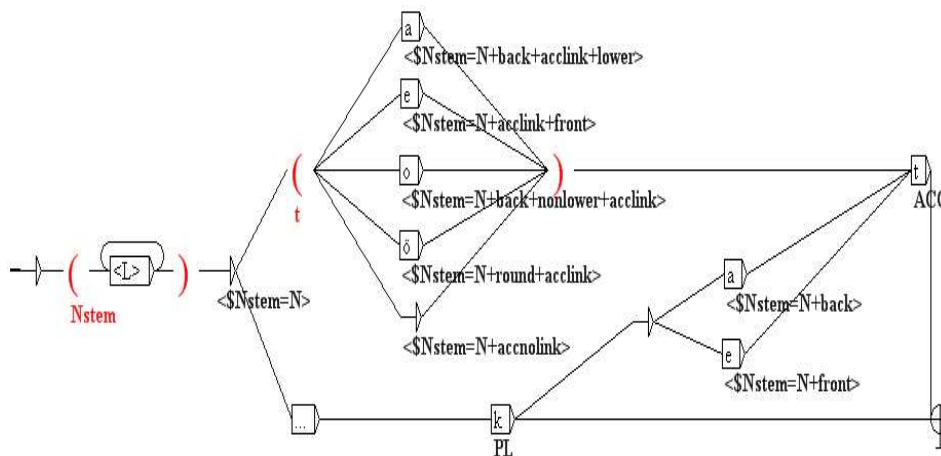 a
<$Nstem=N+back+acclink+lower>
e
<$Nstem=N+acclink+front>
(
o
)
t
t
<$Nstem=N+back+nonlower+acclink>
ACC
ö
( <L> )
<$Nstem=N+round+acclink>
a
Nstem
<$Nstem=N>
<$Nstem=N+back>
<$Nstem=N+accnolink>
e
<$Nstem=N+front>
...
k
PL